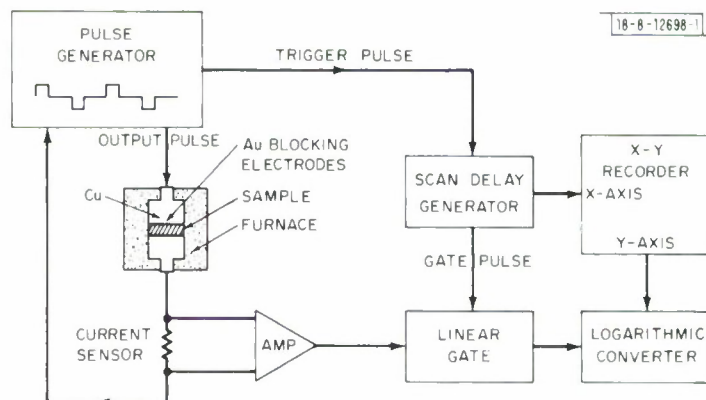 18-8-12698-1
PULSE
GENERATOR
TRIGGER PULSE
OUTPUT PULSE
Au BLOCKING
ELECTRODES
Cu
SAMPLE
FURNACE
SCAN DELAY
GENERATOR
X-Y
RECORDER
X-AXIS
Y-AXIS
GATE PULSE
CURRENT
SENSOR
AMP
LINEAR
GATE
LOGARITHMIC
CONVERTER